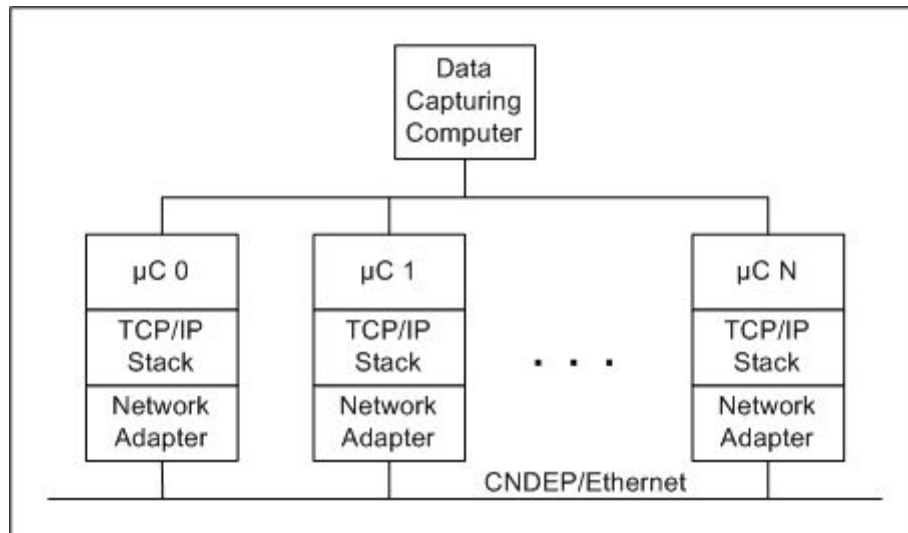 Data
Capturing
Computer
µC 0
µC 1
µC N
TCP/IP
Stack
TCP/IP
Stack
. . .
TCP/IP
Stack
Network
Adapter
Network
Adapter
Network
Adapter
CNDEP/Ethernet